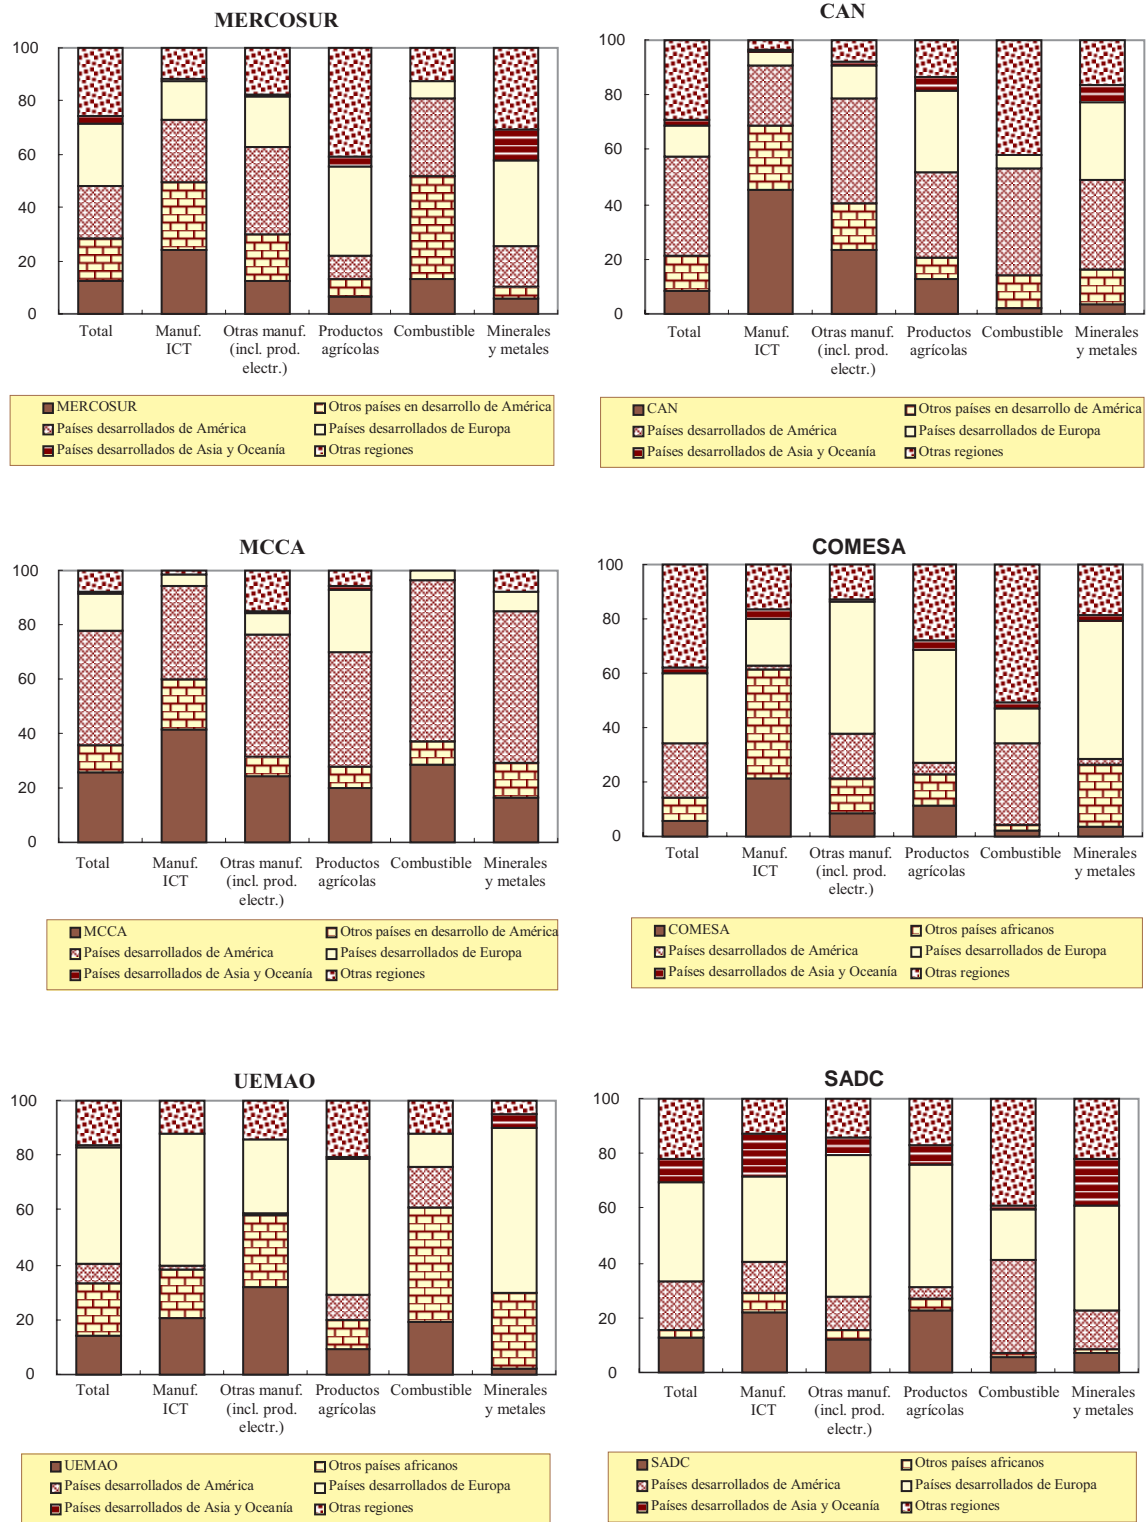 MERCOSUR
100
80
60
40
20
0
Total
Manuf.
ICT
Otras manuf.
(incl. prod.
electr.)
Productos
agrícolas
Combustible
Minerales
y metales
MERCOSUR
Otros países en desarrollo de América
Países desarrollados de América
Países desarrollados de Europa
Países desarrollados de Asia y Oceanía
Otras regiones
CAN
100
80
60
40
20
0
Total
Manuf.
ICT
Otras manuf.
(incl. prod.
electr.)
Productos
agrícolas
Combustible
Minerales
y metales
CAN
Otros países en desarrollo de América
Países desarrollados de América
Países desarrollados de Europa
Países desarrollados de Asia y Oceanía
Otras regiones
MCCA
100
80
60
40
20
0
Total
Manuf.
ICT
Otras manuf.
(incl. prod.
electr.)
Productos
agrícolas
Combustible
Minerales
y metales
MCCA
Otros países en desarrollo de América
Países desarrollados de América
Países desarrollados de Europa
Países desarrollados de Asia y Oceanía
Otras regiones
COMESA
100
80
60
40
20
0
Total
Manuf.
ICT
Otras manuf.
(incl. prod.
electr.)
Productos
agrícolas
Combustible
Minerales
y metales
COMESA
Otros países africanos
Países desarrollados de América
Países desarrollados de Europa
Países desarrollados de Asia y Oceanía
Otras regiones
UEMAO
100
80
60
40
20
0
Total
Manuf.
ICT
Otras manuf.
(incl. prod.
electr.)
Productos
agrícolas
Combustible
Minerales
y metales
UEMAO
Otros países africanos
Países desarrollados de América
Países desarrollados de Europa
Países desarrollados de Asia y Oceanía
Otras regiones
SADC
100
80
60
40
20
0
Total
Manuf.
ICT
Otras manuf.
(incl. prod.
electr.)
Productos
agrícolas
Combustible
Minerales
y metales
SADC
Otros países africanos
Países desarrollados de América
Países desarrollados de Europa
Países desarrollados de Asia y Oceanía
Otras regiones